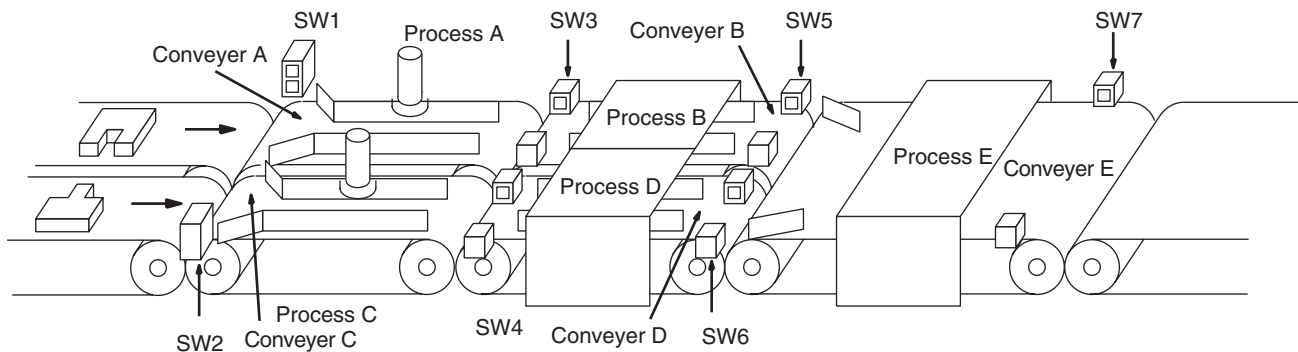 SW1
Process A
SW3
Conveyer B
SW5
SW7
Conveyer A
Process B
Process E
Conveyer E
Process D
Process C
Conveyer C
SW2
SW4
Conveyer D
SW6